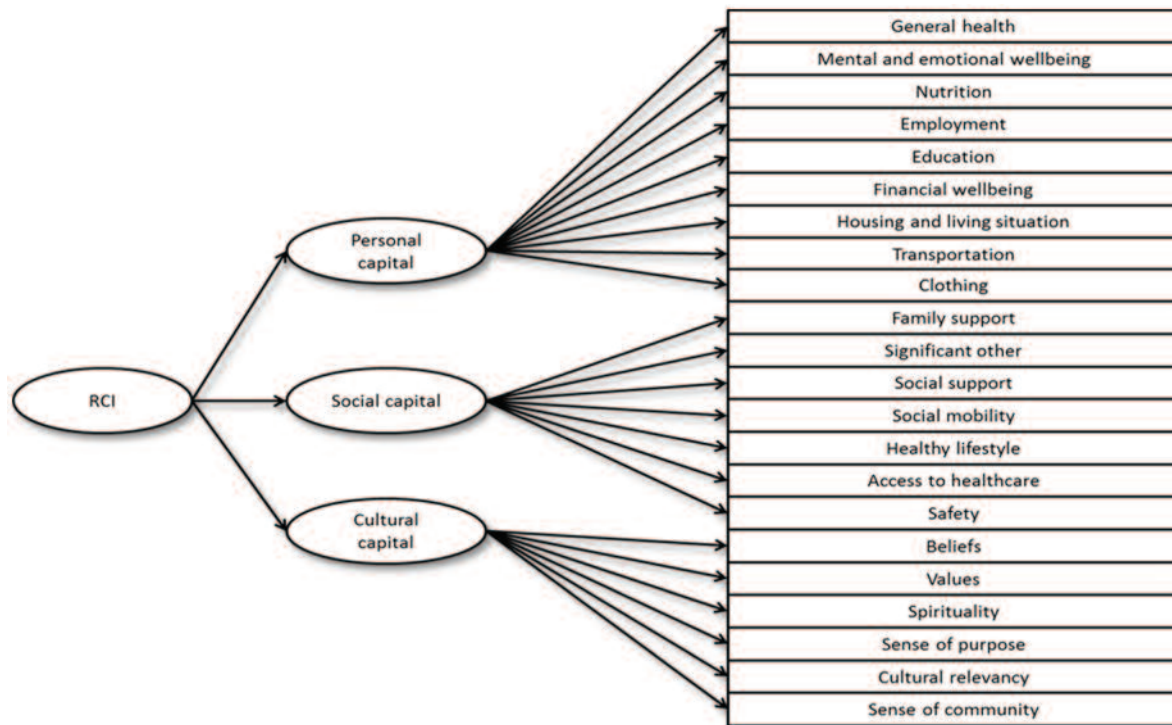 General health
Mental and emotional wellbeing
Nutrition
Employment
Education
Financial wellbeing
Housing and living situation
Transportation
Clothing
Family support
Significant other
Social support
Social mobility
Healthy lifestyle
Access to healthcare
Safety
Beliefs
Values
Spirituality
Sense of purpose
Cultural relevancy
Sense of community
Personal
capital
RCI
Social capital
Cultural
capital